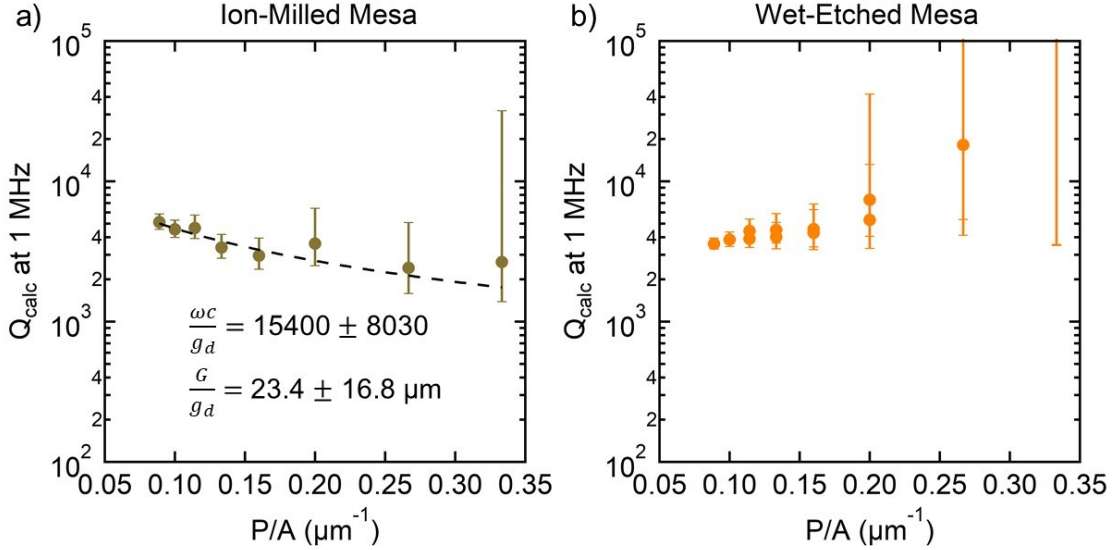 a) Ion-Milled Mesa
10^5
4
2
10^4
4
2
10^3
4
2
10^2
Q_calc at 1 MHz
ωc/g_d = 15400 ± 8030
G/g_d = 23.4 ± 16.8 µm
0.05 0.10 0.15 0.20 0.25 0.30 0.35
P/A (µm^-1)
b) Wet-Etched Mesa
10^5
4
2
10^4
4
2
10^3
4
2
10^2
Q_calc at 1 MHz
0.00 0.10 0.15 0.20 0.25 0.30 0.35
P/A (µm^-1)